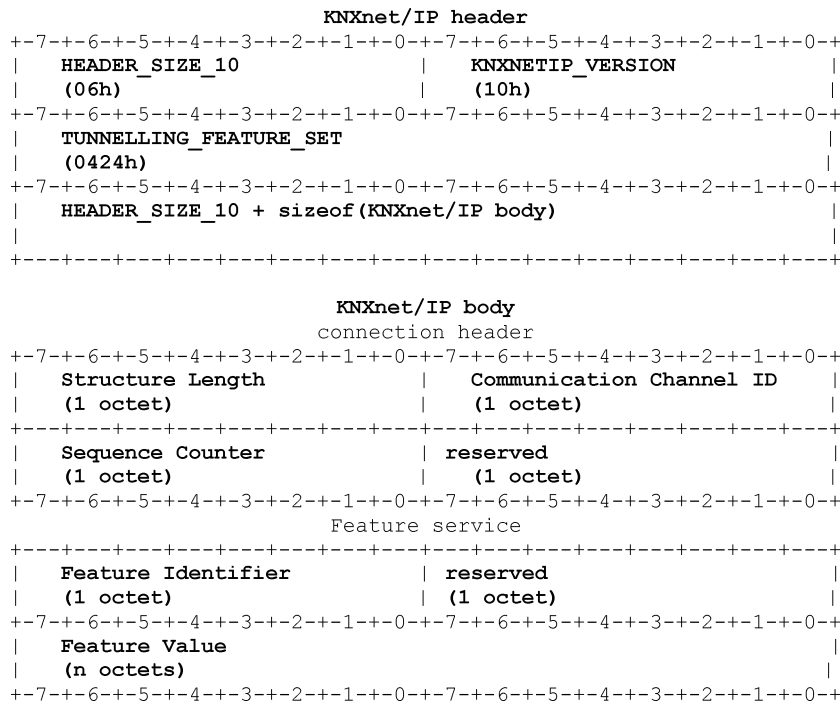 KNXnet/IP header
+-7-+-6-+-5-+-4-+-3-+-2-+-1-+-0-+-7-+-6-+-5-+-4-+-3-+-2-+-1-+-0-+
| HEADER_SIZE_10 | KNXNETIP_VERSION |
| (06h) | (10h) |
+-7-+-6-+-5-+-4-+-3-+-2-+-1-+-0-+-7-+-6-+-5-+-4-+-3-+-2-+-1-+-0-+
| TUNNELLING_FEATURE_SET |
| (0424h) |
+-7-+-6-+-5-+-4-+-3-+-2-+-1-+-0-+-7-+-6-+-5-+-4-+-3-+-2-+-1-+-0-+
| HEADER_SIZE_10 + sizeof(KNXnet/IP body) |
| |
+---+---+---+---+---+---+---+---+---+---+---+---+---+---+---+---+
KNXnet/IP body
connection header
+-7-+-6-+-5-+-4-+-3-+-2-+-1-+-0-+-7-+-6-+-5-+-4-+-3-+-2-+-1-+-0-+
| Structure Length | Communication Channel ID |
| (1 octet) | (1 octet) |
+---+---+---+---+---+---+---+---+---+---+---+---+---+---+---+---+
| Sequence Counter | reserved |
| (1 octet) | (1 octet) |
+-7-+-6-+-5-+-4-+-3-+-2-+-1-+-0-+-7-+-6-+-5-+-4-+-3-+-2-+-1-+-0-+
Feature service
+---+---+---+---+---+---+---+---+---+---+---+---+---+---+---+---+
| Feature Identifier | reserved |
| (1 octet) | (1 octet) |
+-7-+-6-+-5-+-4-+-3-+-2-+-1-+-0-+-7-+-6-+-5-+-4-+-3-+-2-+-1-+-0-+
| Feature Value |
| (n octets) |
+-7-+-6-+-5-+-4-+-3-+-2-+-1-+-0-+-7-+-6-+-5-+-4-+-3-+-2-+-1-+-0-+